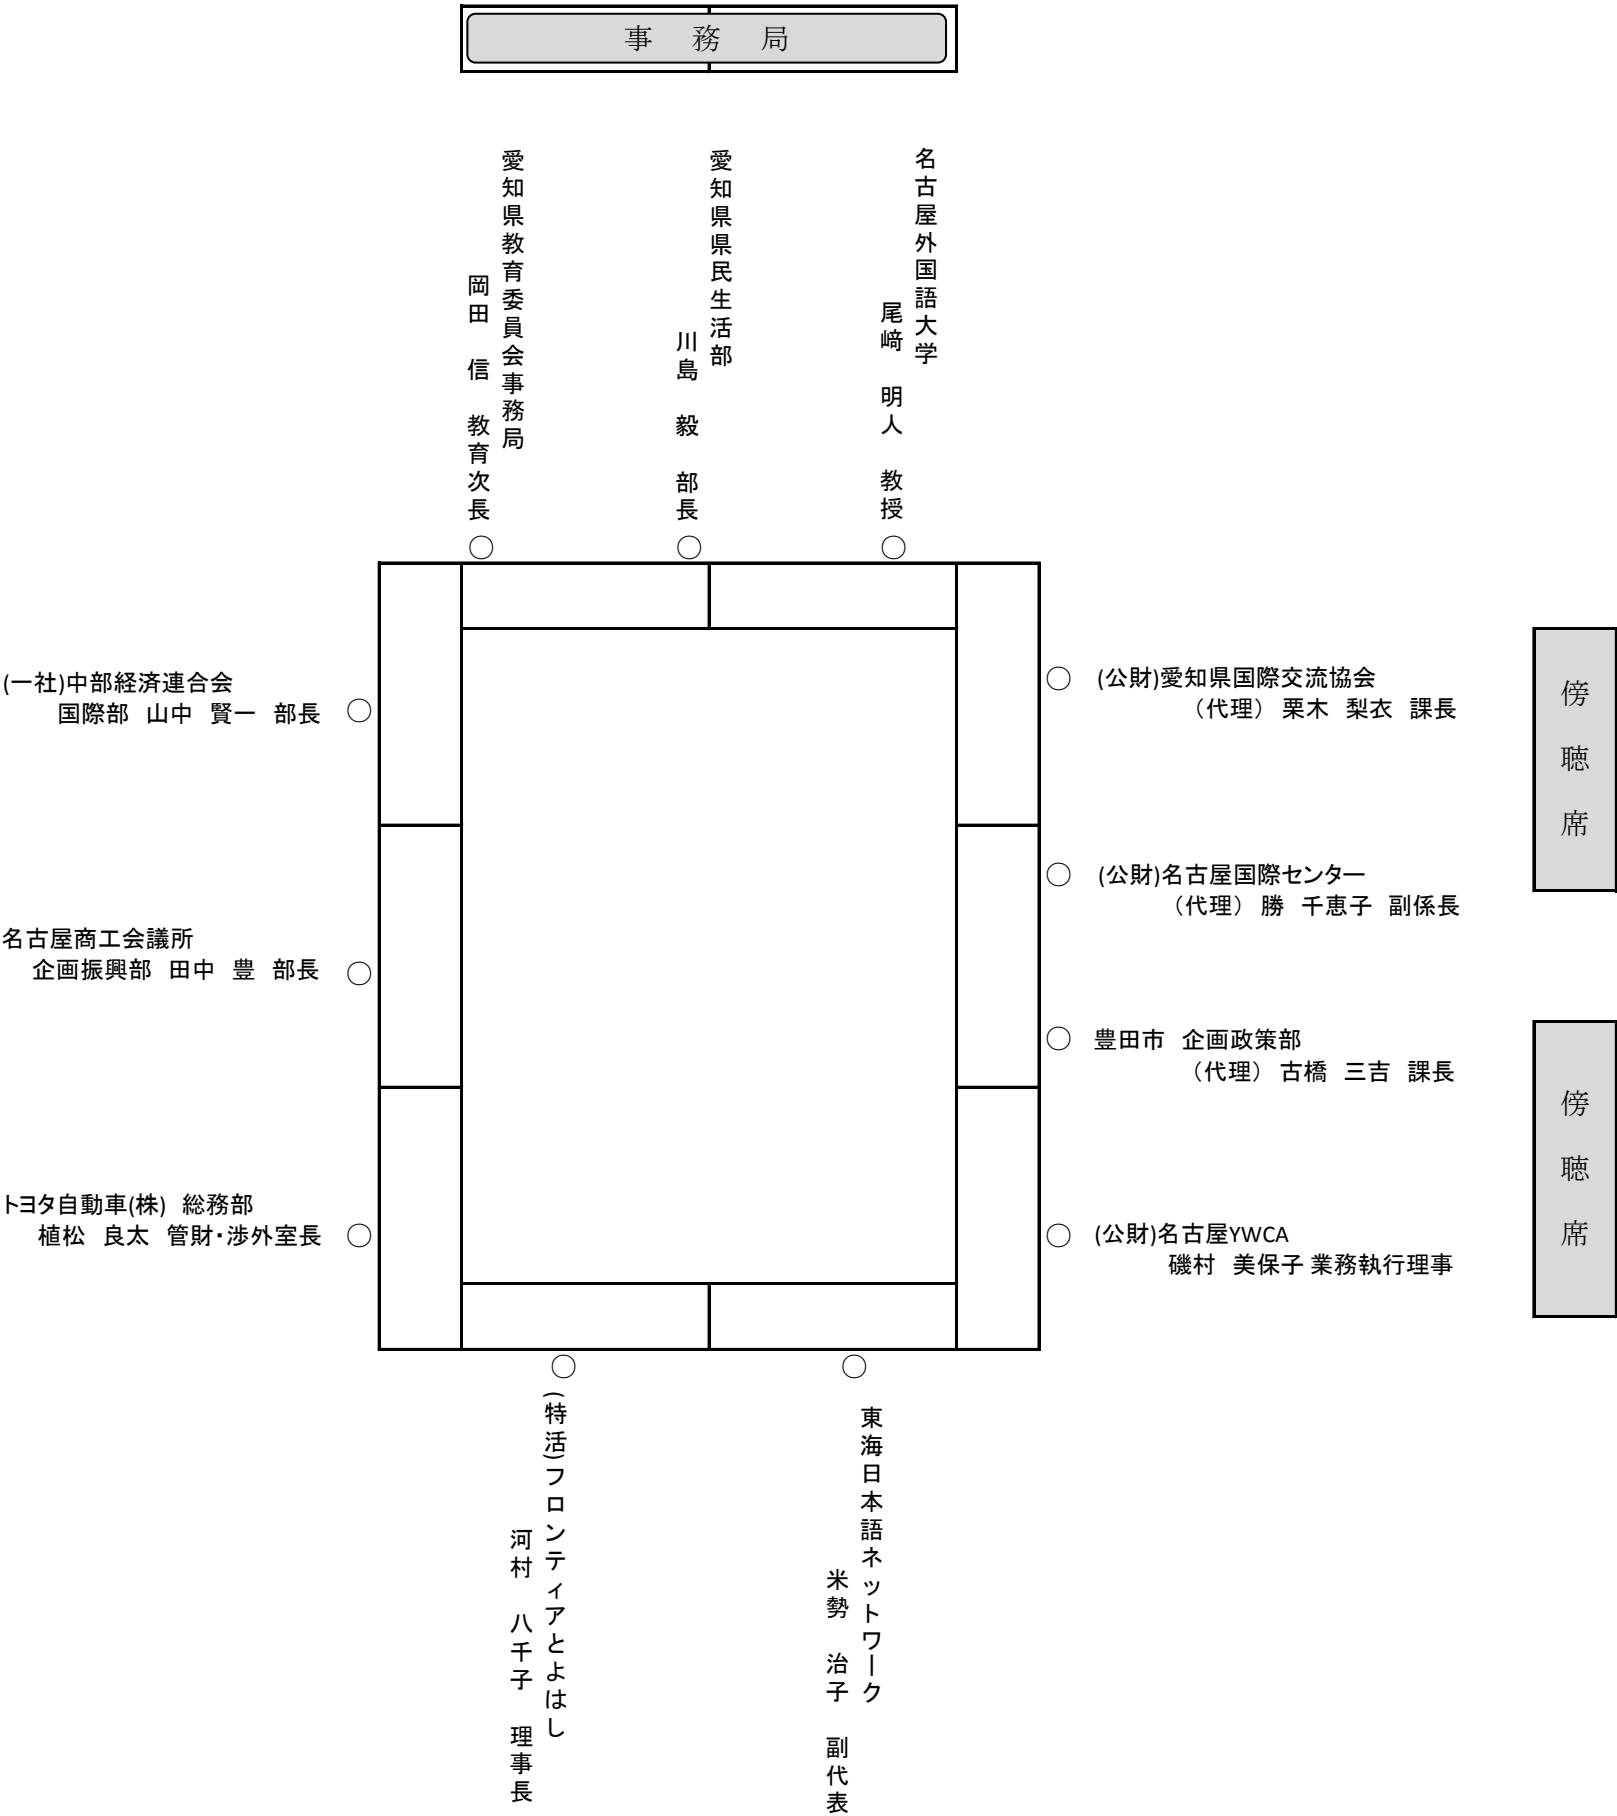 事　務　局
名古屋外国語大学
尾﨑　明人　教授
愛知県県民生活部
川島　毅　部長
愛知県教育委員会事務局
岡田　信　教育次長
(一社)中部経済連合会
国際部　山中　賢一　部長
名古屋商工会議所
企画振興部　田中　豊　部長
トヨタ自動車(株)　総務部
植松　良太　管財・渉外室長
(公財)愛知県国際交流協会
（代理）　栗木　梨衣　課長
(公財)名古屋国際センター
（代理）　勝　千恵子　副係長
豊田市　企画政策部
（代理）　古橋　三吉　課長
(公財)名古屋YWCA
磯村　美保子 業務執行理事
傍聴席
傍聴席
東海日本語ネットワーク
米勢　治子　副代表
(特活)フロンティアとよはし
河村　八千子　理事長